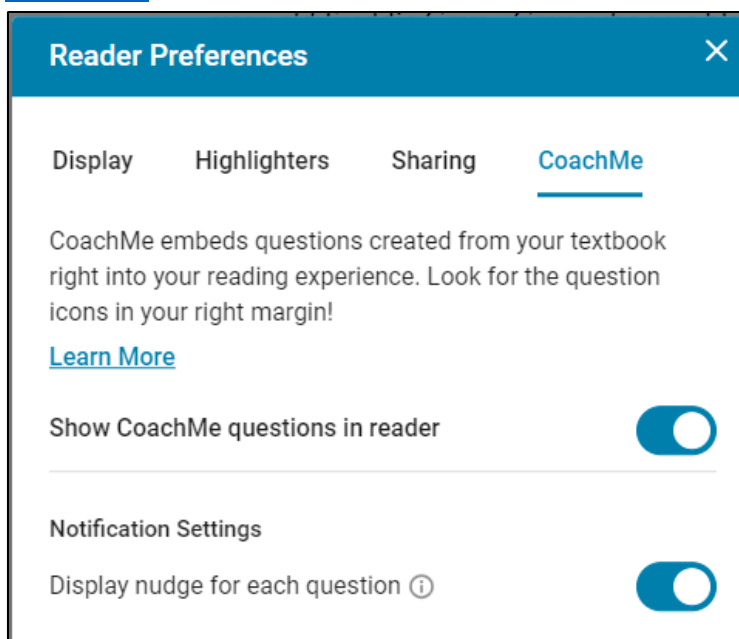 Reader Preferences
Display Highlighters Sharing CoachMe
CoachMe embeds questions created from your textbook
right into your reading experience. Look for the question
icons in your right margin!
Learn More
Show CoachMe questions in reader
Notification Settings
Display nudge for each question